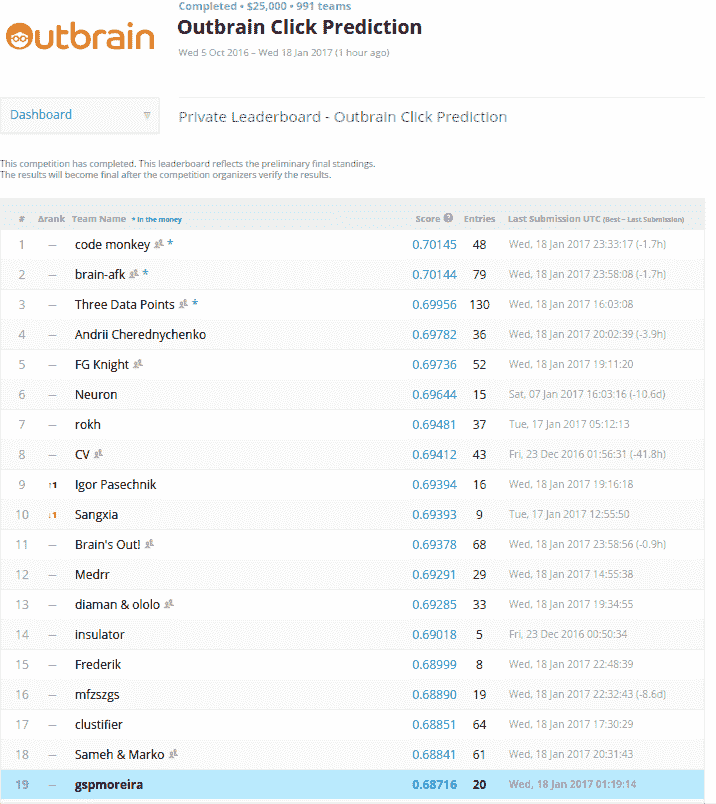 Completed • $25,000 • 991 teams
Outbrain
Outbrain Click Prediction
Wed 5 Oct 2016 – Wed 18 Jan 2017 (1 hour ago)
Dashboard
Private Leaderboard - Outbrain Click Prediction
This competition has completed. This leaderboard reflects the preliminary final standings.
The results will become final after the competition organizers verify the results.
# Δrank Team Name * in the money Score Entries Last Submission UTC (Best – Last Submission)
1 — code monkey * 0.70145 48 Wed, 18 Jan 2017 23:33:17 (-1.7h)
2 — brain-afk * 0.70144 79 Wed, 18 Jan 2017 23:58:08 (-1.7h)
3 — Three Data Points * 0.69956 130 Wed, 18 Jan 2017 16:03:08
4 — Andrii Cherednychenko 0.69782 36 Wed, 18 Jan 2017 20:02:39 (-3.9h)
5 — FG Knight 0.69736 52 Wed, 18 Jan 2017 19:11:20
6 — Neuron 0.69644 15 Sat, 07 Jan 2017 16:03:16 (-10.6d)
7 — rokh 0.69481 37 Tue, 17 Jan 2017 05:12:13
8 — CV 0.69412 43 Fri, 23 Dec 2016 01:56:31 (-41.8h)
9 ↑1 Igor Pasechnik 0.69394 16 Wed, 18 Jan 2017 19:16:18
10 ↓1 Sangxia 0.69393 9 Tue, 17 Jan 2017 12:55:50
11 — Brain's Out! 0.69378 68 Wed, 18 Jan 2017 23:58:56 (-0.9h)
12 — Medrr 0.69291 29 Wed, 18 Jan 2017 14:55:38
13 — diaman & ololo 0.69285 33 Wed, 18 Jan 2017 19:34:55
14 — insulator 0.69018 5 Fri, 23 Dec 2016 00:50:34
15 — Frederik 0.68999 8 Wed, 18 Jan 2017 22:48:39
16 — mfzszgs 0.68890 19 Wed, 18 Jan 2017 22:32:43 (-8.6d)
17 — clustifier 0.68851 64 Wed, 18 Jan 2017 17:30:29
18 — Sameh & Marko 0.68841 61 Wed, 18 Jan 2017 20:31:43
19 — gspmoreira 0.68716 20 Wed, 18 Jan 2017 01:19:14